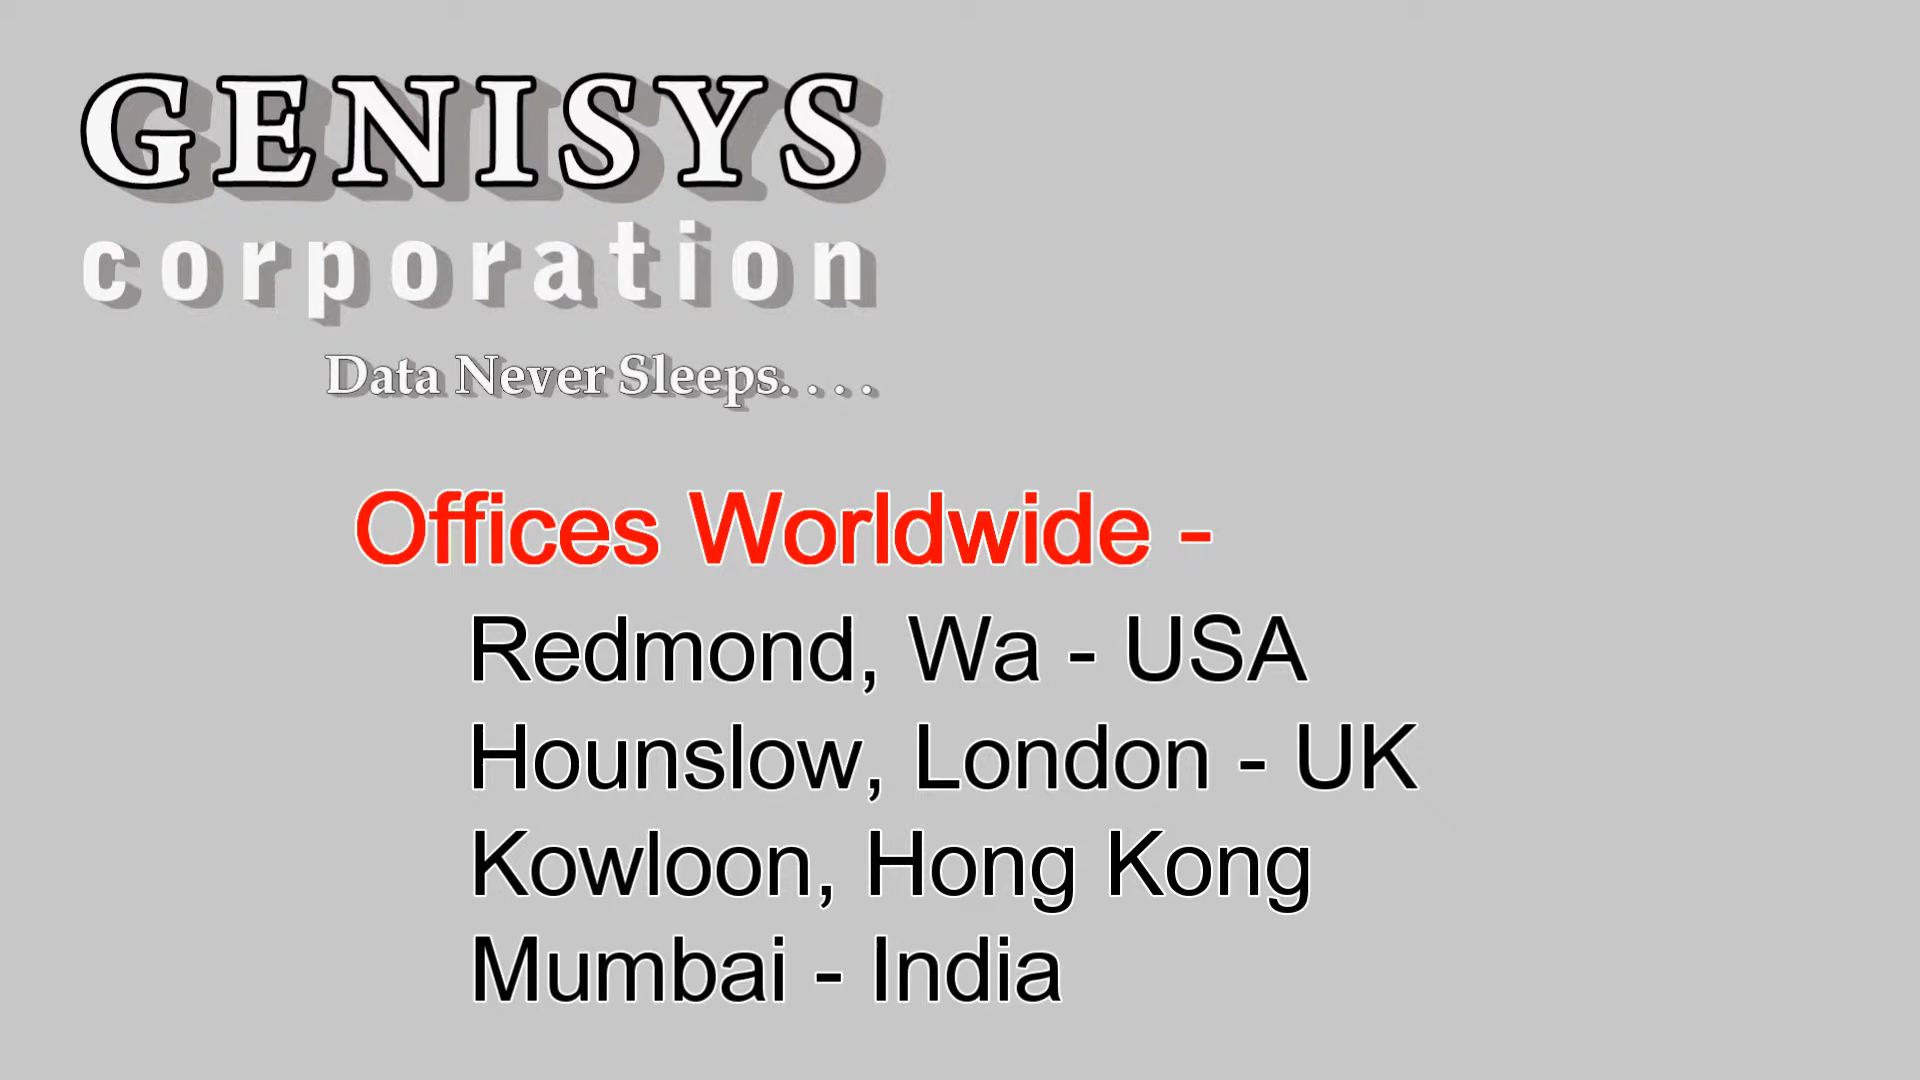 GENISYS
corporation
Data Never Sleeps. . . .
Offices Worldwide -
Redmond, Wa - USA
Hounslow, London - UK
Kowloon, Hong Kong
Mumbai - India